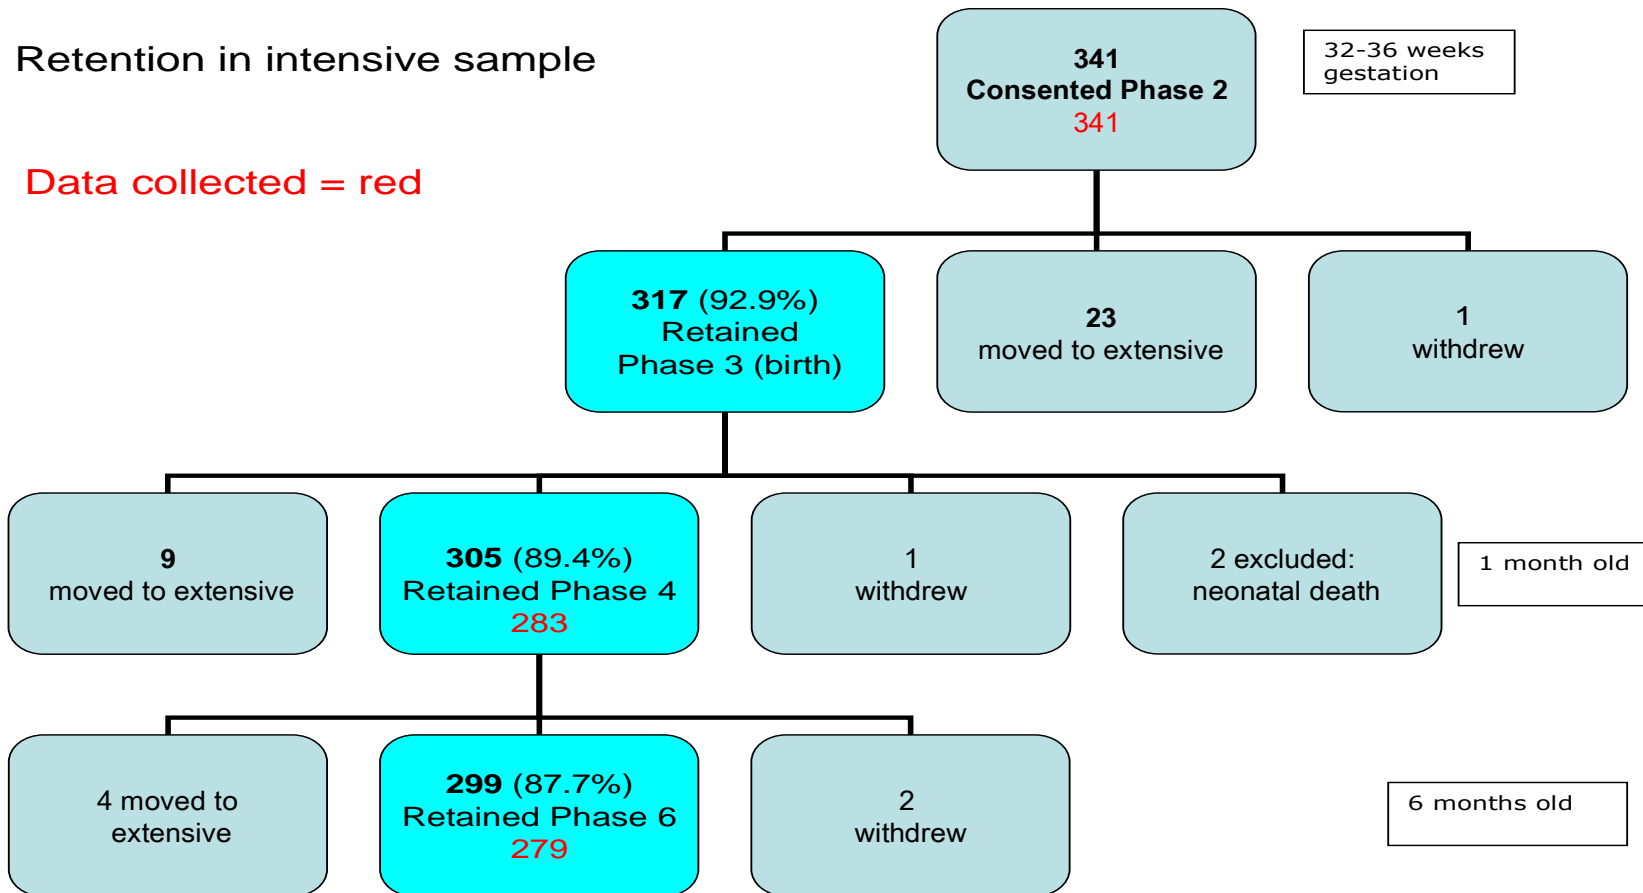 Retention in intensive sample
Data collected = red
341
Consented Phase 2
341
32-36 weeks
gestation
317 (92.9%)
Retained
Phase 3 (birth)
23
moved to extensive
1
withdrew
9
moved to extensive
305 (89.4%)
Retained Phase 4
283
1
withdrew
2 excluded:
neonatal death
1 month old
4 moved to
extensive
299 (87.7%)
Retained Phase 6
279
2
withdrew
6 months old